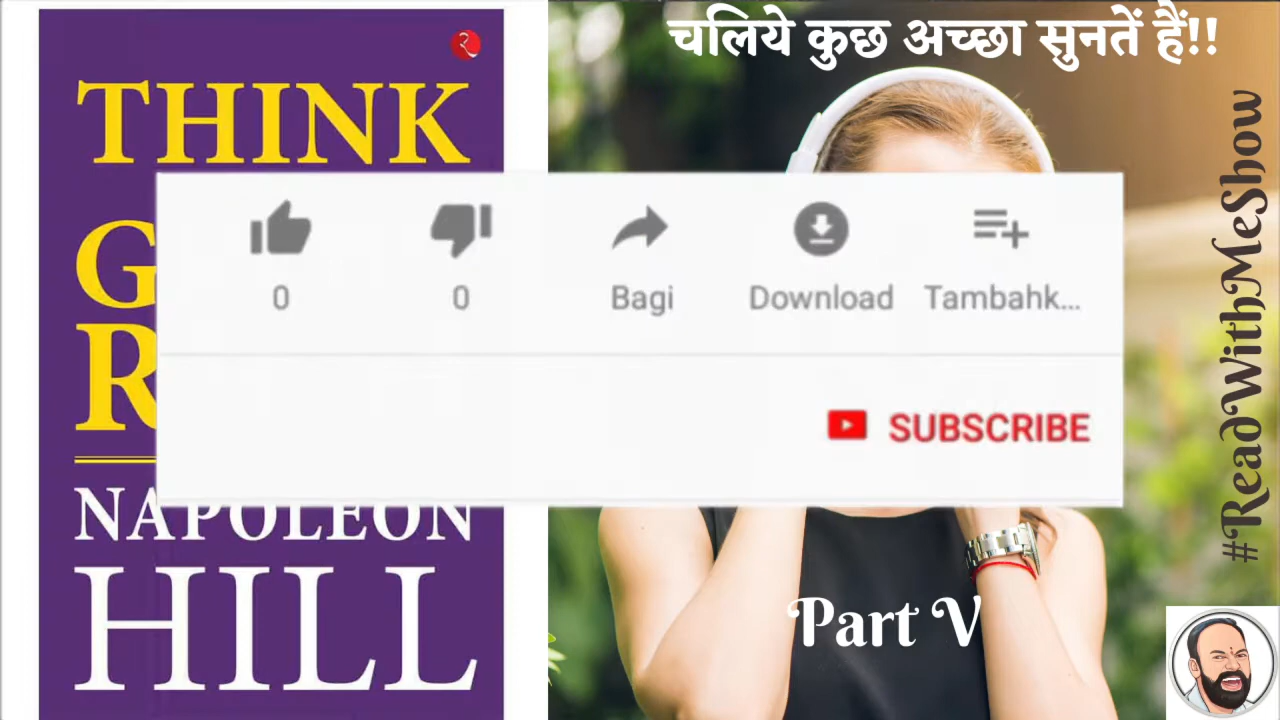 चलिये कुछ अच्छा सुनतें हैं!!
THINK
G
R
NAPOLEON
HILL
0
0
Bagi
Download
Tambahk...
SUBSCRIBE
Part V
#ReadWithMeShow